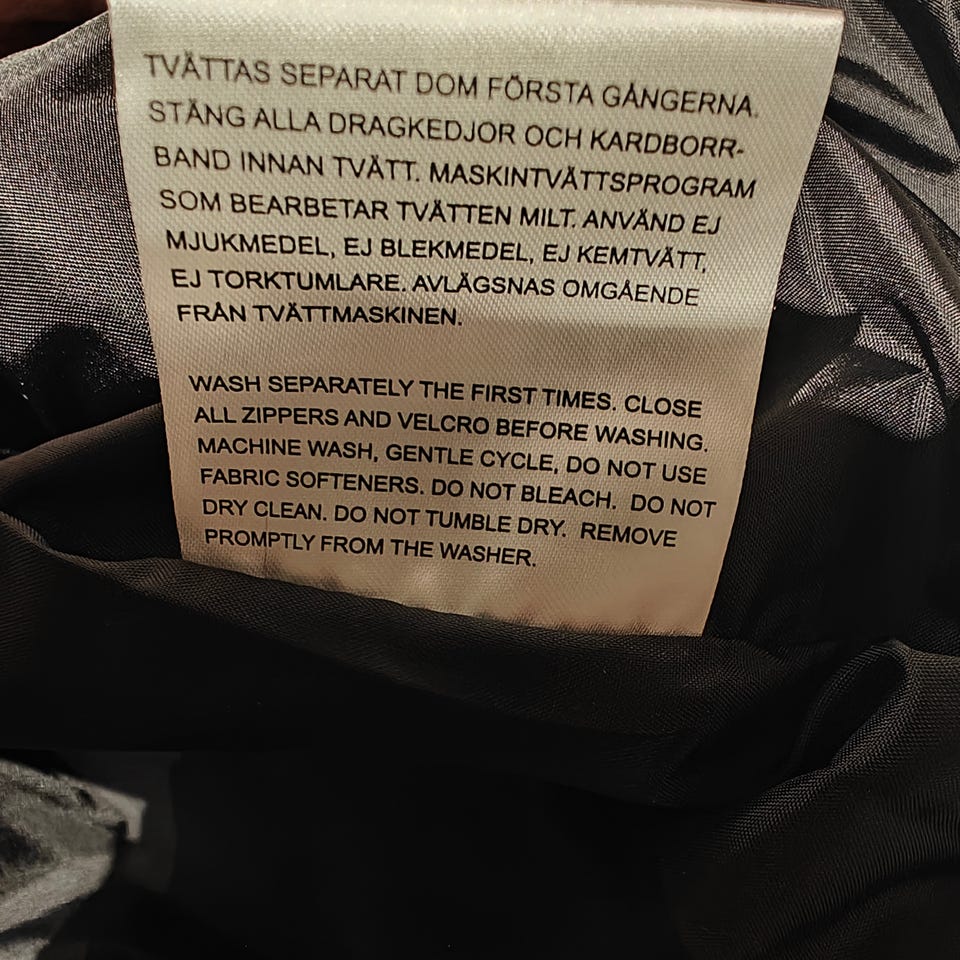 TVÄTTAS SEPARAT DOM FÖRSTA GÅNGERNA.
STÄNG ALLA DRAGKEDJOR OCH KARDBORR-
BAND INNAN TVÄTT. MASKINTVÄTTSPROGRAM
SOM BEARBETAR TVÄTTEN MILT. ANVÄND EJ
MJUKMEDEL, EJ BLEKMEDEL, EJ KEMTVÄTT,
EJ TORKTUMLARE. AVLÄGSNAS OMGÅENDE
FRÅN TVÄTTMASKINEN.
WASH SEPARATELY THE FIRST TIMES. CLOSE
ALL ZIPPERS AND VELCRO BEFORE WASHING.
MACHINE WASH, GENTLE CYCLE, DO NOT USE
FABRIC SOFTENERS. DO NOT BLEACH. DO NOT
DRY CLEAN. DO NOT TUMBLE DRY. REMOVE
PROMPTLY FROM THE WASHER.